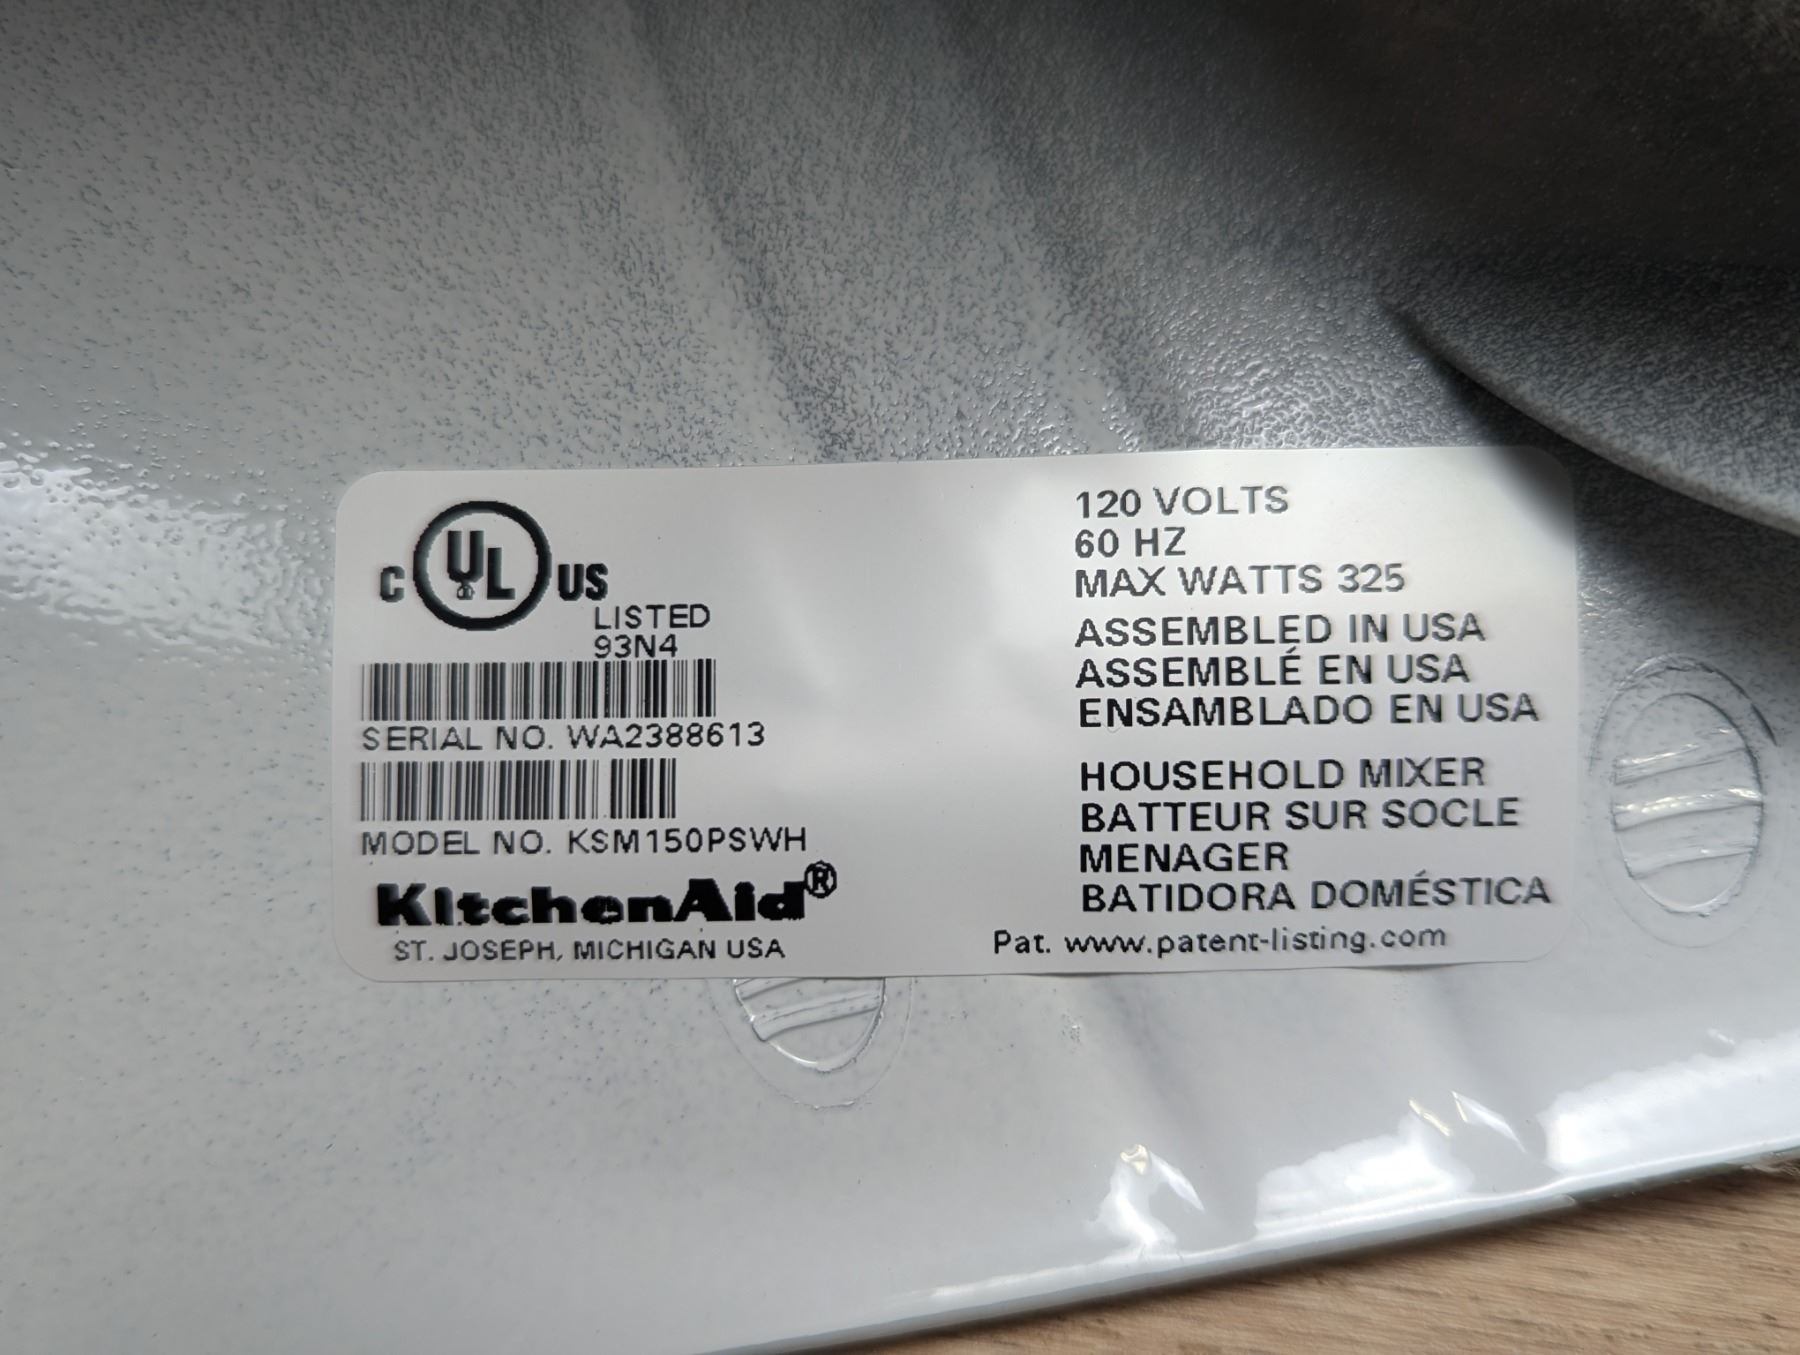 C UL US
LISTED
93N4
SERIAL NO. WA2388613
MODEL NO. KSM150PSWH
KitchenAid®
ST. JOSEPH, MICHIGAN USA
120 VOLTS
60 HZ
MAX WATTS 325
ASSEMBLED IN USA
ASSEMBLÉ EN USA
ENSAMBLADO EN USA
HOUSEHOLD MIXER
BATTEUR SUR SOCLE
MENAGER
BATIDORA DOMÉSTICA
Pat. www.patent-listing.com